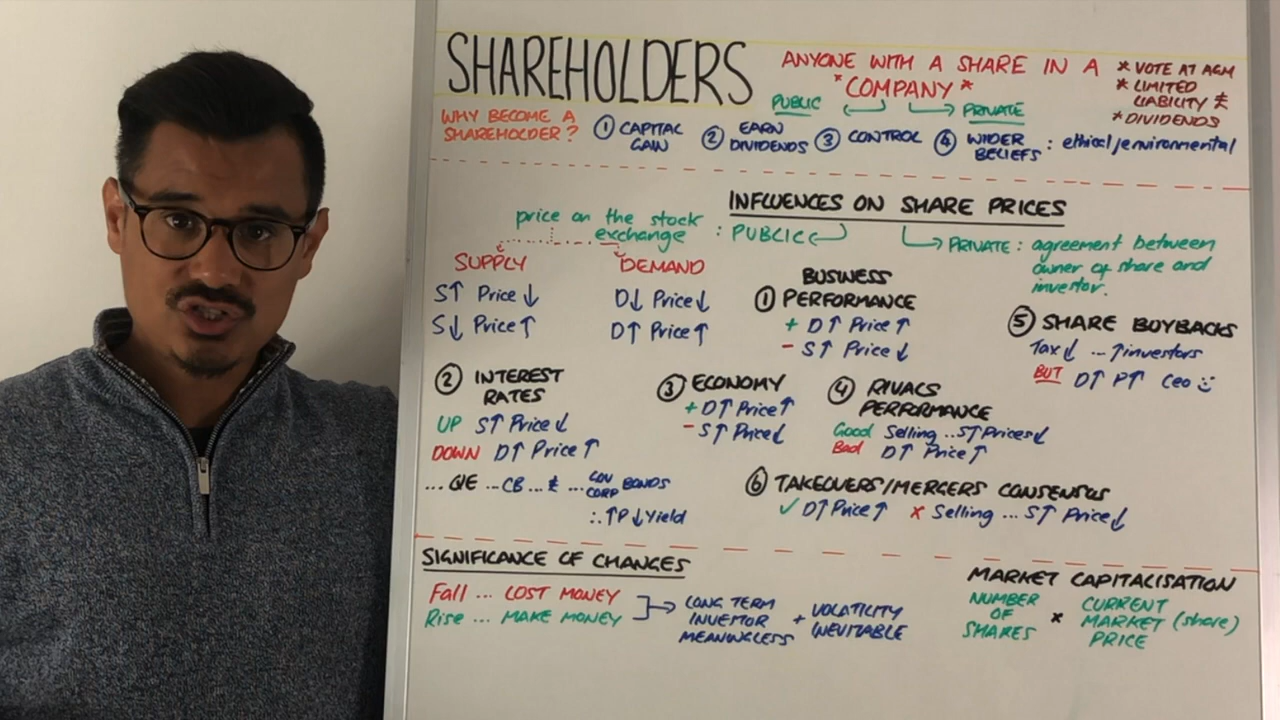 SHAREHOLDERS
ANYONE WITH A SHARE IN A
*COMPANY*
PUBLIC
PRIVATE
* VOTE AT AGM
* LIMITED
LIABILITY £
* DIVIDENDS
WHY BECOME A
SHAREHOLDER?
① CAPITAL
GAIN
② EARN
DIVIDENDS
③ CONTROL
④ WIDER
BELIEFS : ethical/environmental
INFLUENCES ON SHARE PRICES
price on the stock
exchange : PUBLIC
PRIVATE : agreement between
owner of share and
investor.
SUPPLY
S↑ Price ↓
S↓ Price ↑
DEMAND
D↓ Price ↓
D↑ Price ↑
BUSINESS
① PERFORMANCE
+ D↑ Price ↑
- S↑ Price ↓
⑤ SHARE BUYBACKS
Tax↓ ... ↑investors
BUT D↑ P↑ Ceo
② INTEREST
RATES
UP S↑ Price↓
DOWN D↑ Price ↑
... Q/E ... CB ... £ ... GOV
CORP BONDS
∴ ↑P ↓Yield
③ ECONOMY
+ D↑ Price↑
- S↑ Price↓
④ RIVALS
PERFORMANCE
Good Selling .. S↑ Prices↓
Bad D↑ Price ↑
⑥ TAKEOVERS/MERGERS CONSENSUS
✓ D↑ Price ↑ × Selling ... S↑ Price↓
SIGNIFICANCE OF CHANGES
Fall ... LOST MONEY
Rise ... MAKE MONEY
LONG TERM
INVESTOR
MEANINGLESS
+ VOLATILITY
INEVITABLE
MARKET CAPITALISATION
NUMBER
OF
SHARES
× CURRENT
MARKET (share)
PRICE